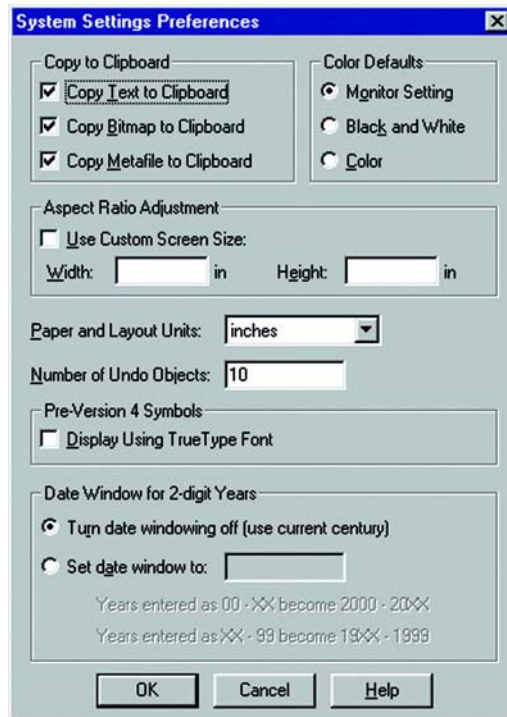 System Settings Preferences
Copy to Clipboard
Copy Text to Clipboard
Copy Bitmap to Clipboard
Copy Metafile to Clipboard
Color Defaults
Monitor Setting
Black and White
Color
Aspect Ratio Adjustment
Use Custom Screen Size:
Width: in Height: in
Paper and Layout Units: inches
Number of Undo Objects: 10
Pre-Version 4 Symbols
Display Using TrueType Font
Date Window for 2-digit Years
Turn date windowing off (use current century)
Set date window to:
Years entered as 00 - XX become 2000 - 20XX
Years entered as XX - 99 become 19XX - 1999
OK Cancel Help